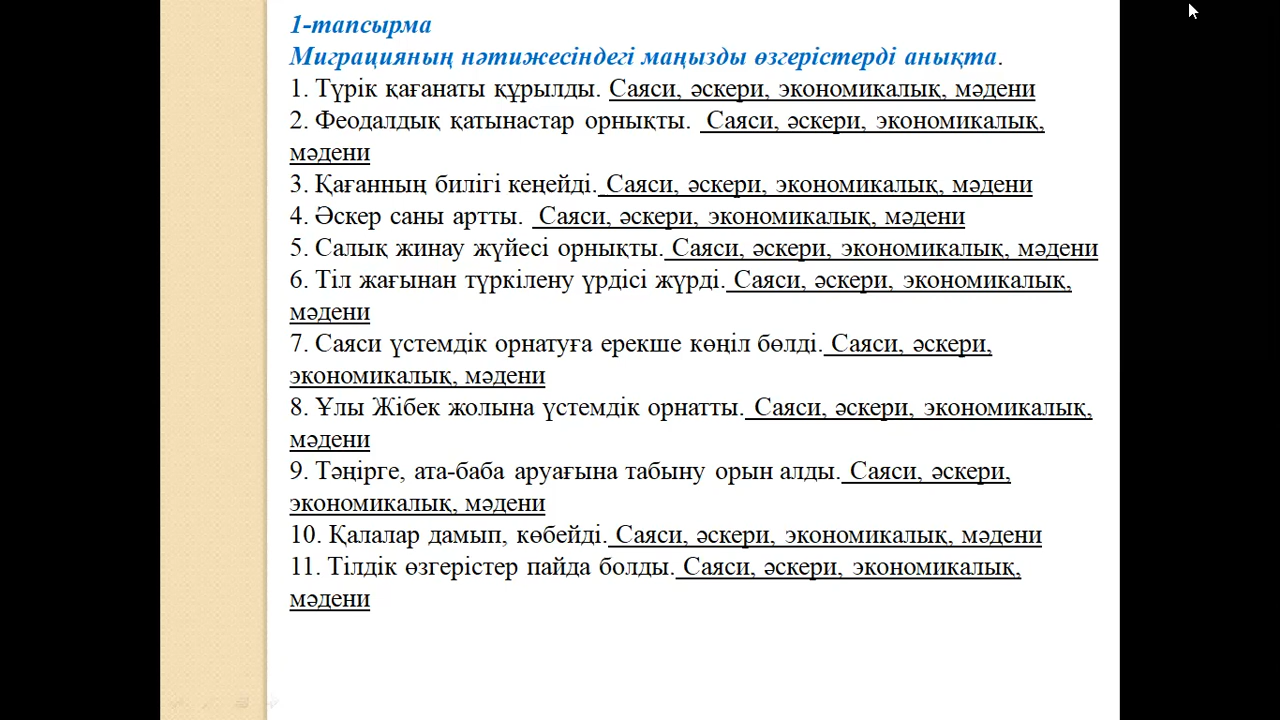 1-тапсырма
Миграцияның нәтижесіндегі маңызды өзгерістерді анықта.
1. Түрік қағанаты құрылды. Саяси, әскери, экономикалық, мәдени
2. Феодалдық қатынастар орнықты. Саяси, әскери, экономикалық,
мәдени
3. Қағанның билігі кеңейді. Саяси, әскери, экономикалық, мәдени
4. Әскер саны артты. Саяси, әскери, экономикалық, мәдени
5. Салық жинау жүйесі орнықты. Саяси, әскери, экономикалық, мәдени
6. Тіл жағынан түркілену үрдісі жүрді. Саяси, әскери, экономикалық,
мәдени
7. Саяси үстемдік орнатуға ерекше көңіл бөлді. Саяси, әскери,
экономикалық, мәдени
8. Ұлы Жібек жолына үстемдік орнатты. Саяси, әскери, экономикалық,
мәдени
9. Тәңірге, ата-баба аруағына табыну орын алды. Саяси, әскери,
экономикалық, мәдени
10. Қалалар дамып, көбейді. Саяси, әскери, экономикалық, мәдени
11. Тілдік өзгерістер пайда болды. Саяси, әскери, экономикалық,
мәдени